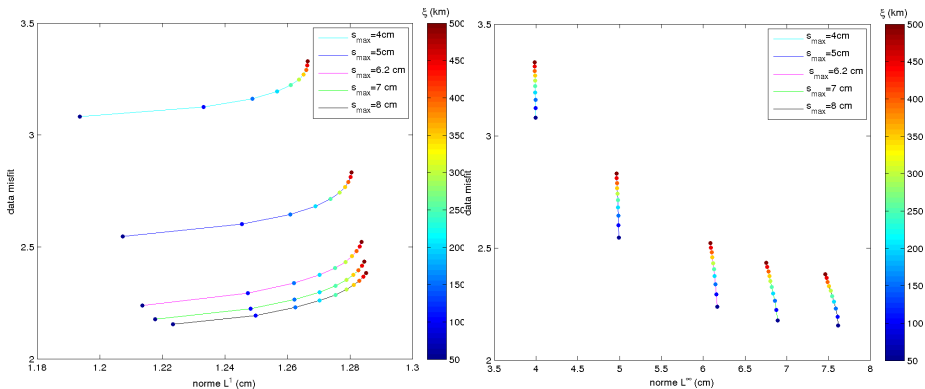 ξ (km)
3.5
3
2.5
2
data misfit
1.18
1.2
1.22
1.24
1.26
1.28
1.3
norme L¹ (cm)
s_max=4cm
s_max=5cm
s_max=6.2 cm
s_max=7 cm
s_max=8 cm
500
450
400
350
300
250
200
150
100
50
ξ (km)
3.5
3
2.5
2
data misfit
3.5
4
4.5
5
5.5
6
6.5
7
7.5
8
norme L∞ (cm)
s_max=4cm
s_max=5cm
s_max=6.2 cm
s_max=7 cm
s_max=8 cm
500
450
400
350
300
250
200
150
100
50